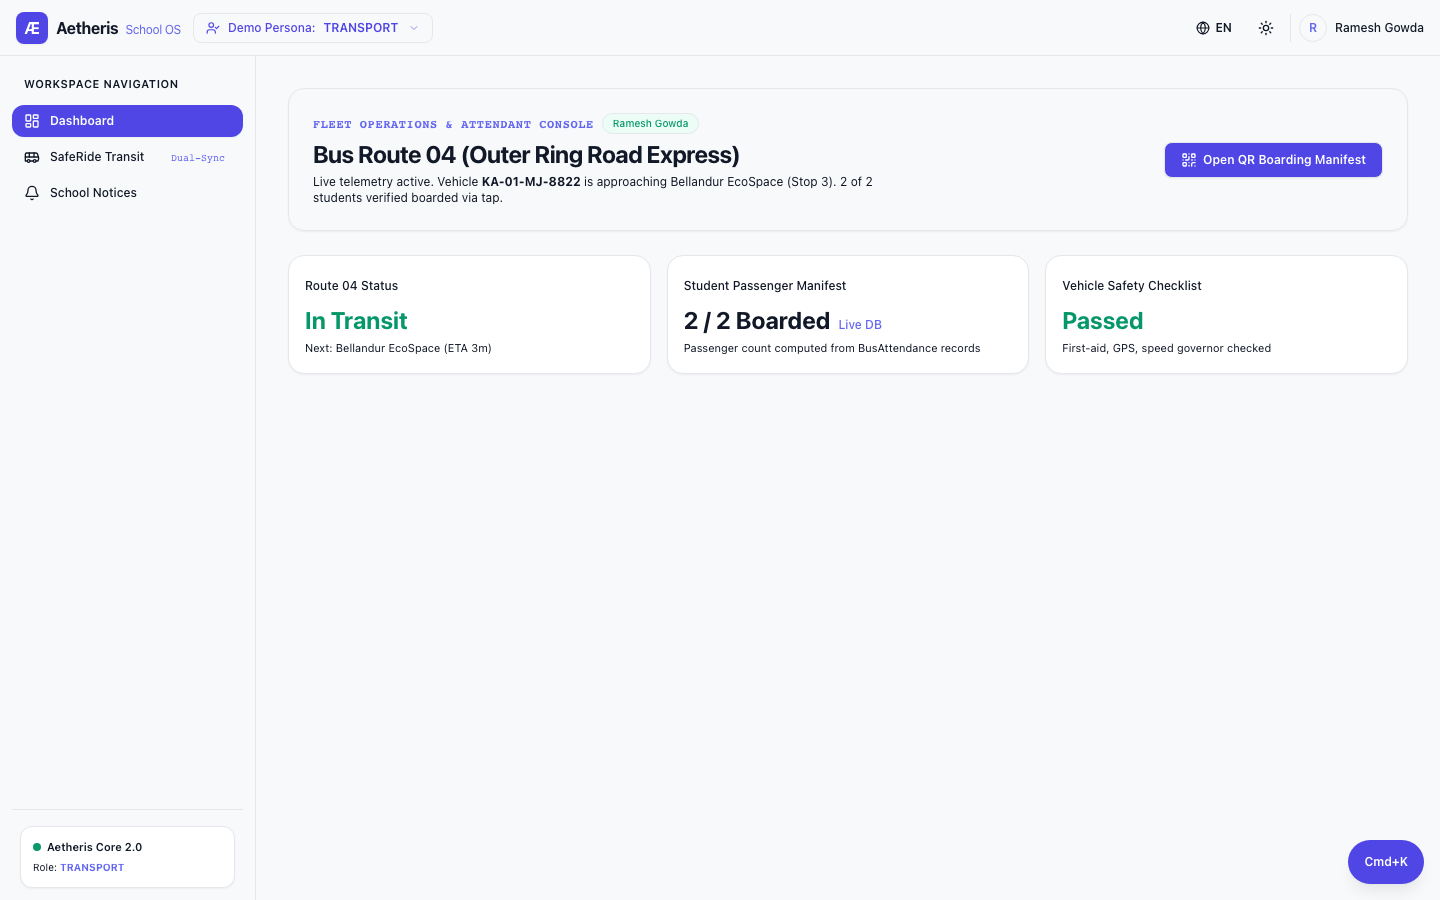 Æ Aetheris School OS Demo Persona: TRANSPORT EN R Ramesh Gowda
WORKSPACE NAVIGATION
Dashboard
SafeRide Transit Dual-Sync
School Notices
FLEET OPERATIONS & ATTENDANT CONSOLE Ramesh Gowda
Bus Route 04 (Outer Ring Road Express)
Live telemetry active. Vehicle KA-01-MJ-8822 is approaching Bellandur EcoSpace (Stop 3). 2 of 2
students verified boarded via tap.
Open QR Boarding Manifest
Route 04 Status
In Transit
Next: Bellandur EcoSpace (ETA 3m)
Student Passenger Manifest
2 / 2 Boarded Live DB
Passenger count computed from BusAttendance records
Vehicle Safety Checklist
Passed
First-aid, GPS, speed governor checked
Aetheris Core 2.0
Role: TRANSPORT
Cmd+K